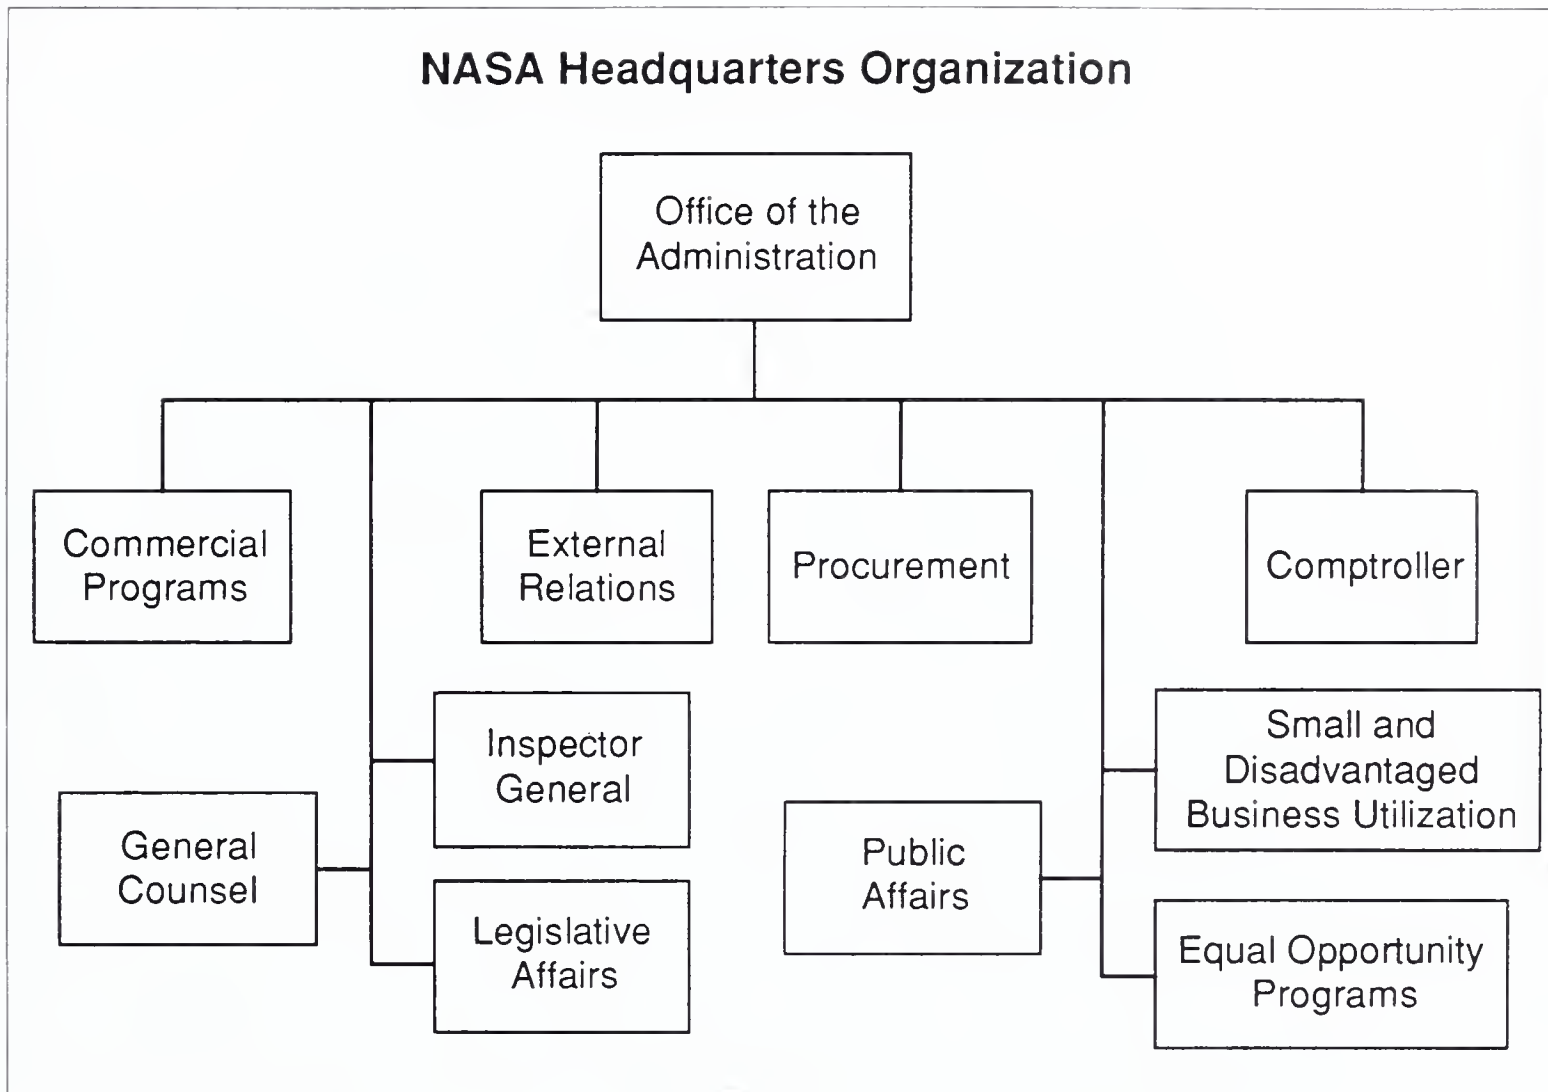 NASA Headquarters Organization
Office of the
Administration
Commercial
Programs
External
Relations
Procurement
Comptroller
Inspector
General
General
Counsel
Legislative
Affairs
Small and
Disadvantaged
Business Utilization
Public
Affairs
Equal Opportunity
Programs